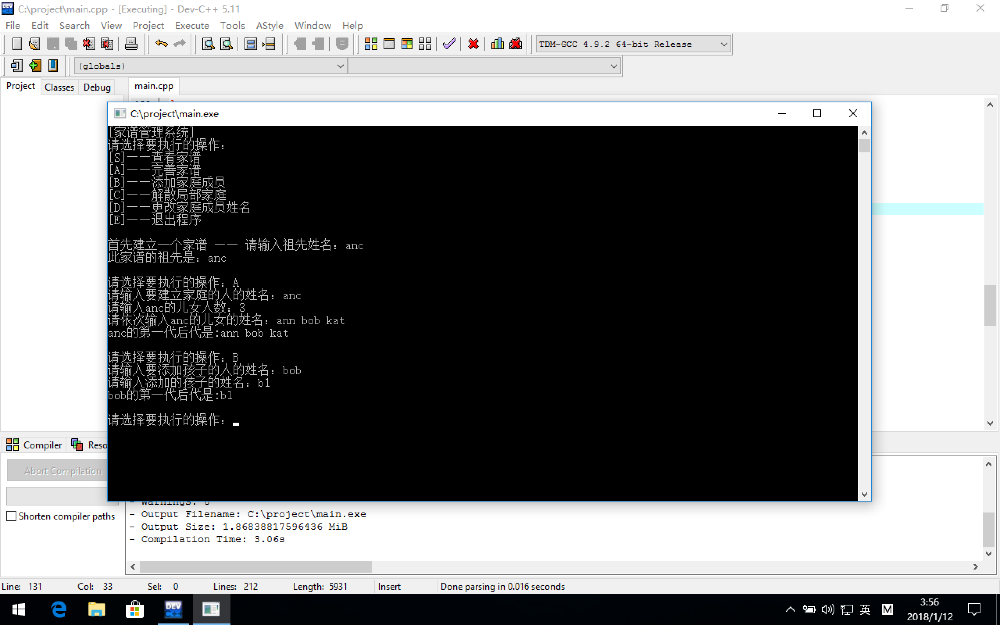 C:\project\main.cpp - [Executing] - Dev-C++ 5.11
File Edit Search View Project Execute Tools AStyle Window Help
TDM-GCC 4.9.2 64-bit Release
(globals)
Project Classes Debug main.cpp
C:\project\main.exe
[家谱管理系统]
请选择要执行的操作：
[S]——查看家谱
[A]——完善家谱
[B]——添加家庭成员
[C]——解散局部家庭
[D]——更改家庭成员姓名
[E]——退出程序
首先建立一个家谱 —— 请输入祖先姓名：anc
此家谱的祖先是：anc
请选择要执行的操作：A
请输入要建立家庭的人的姓名：anc
请输入anc的儿女人数：3
请依次输入anc的儿女的姓名：ann bob kat
anc的第一代后代是:ann bob kat
请选择要执行的操作：B
请输入要添加孩子的人的姓名：bob
请输入添加的孩子的姓名：b1
bob的第一代后代是:b1
请选择要执行的操作：
Compiler Reso
Abort Compilation
Shorten compiler paths
- Warnings: 0
- Output Filename: C:\project\main.exe
- Output Size: 1.86838817596436 MiB
- Compilation Time: 3.06s
Line: 131 Col: 33 Sel: 0 Lines: 212 Length: 5931 Insert Done parsing in 0.016 seconds
DEV C++
英 M
3:56
2018/1/12